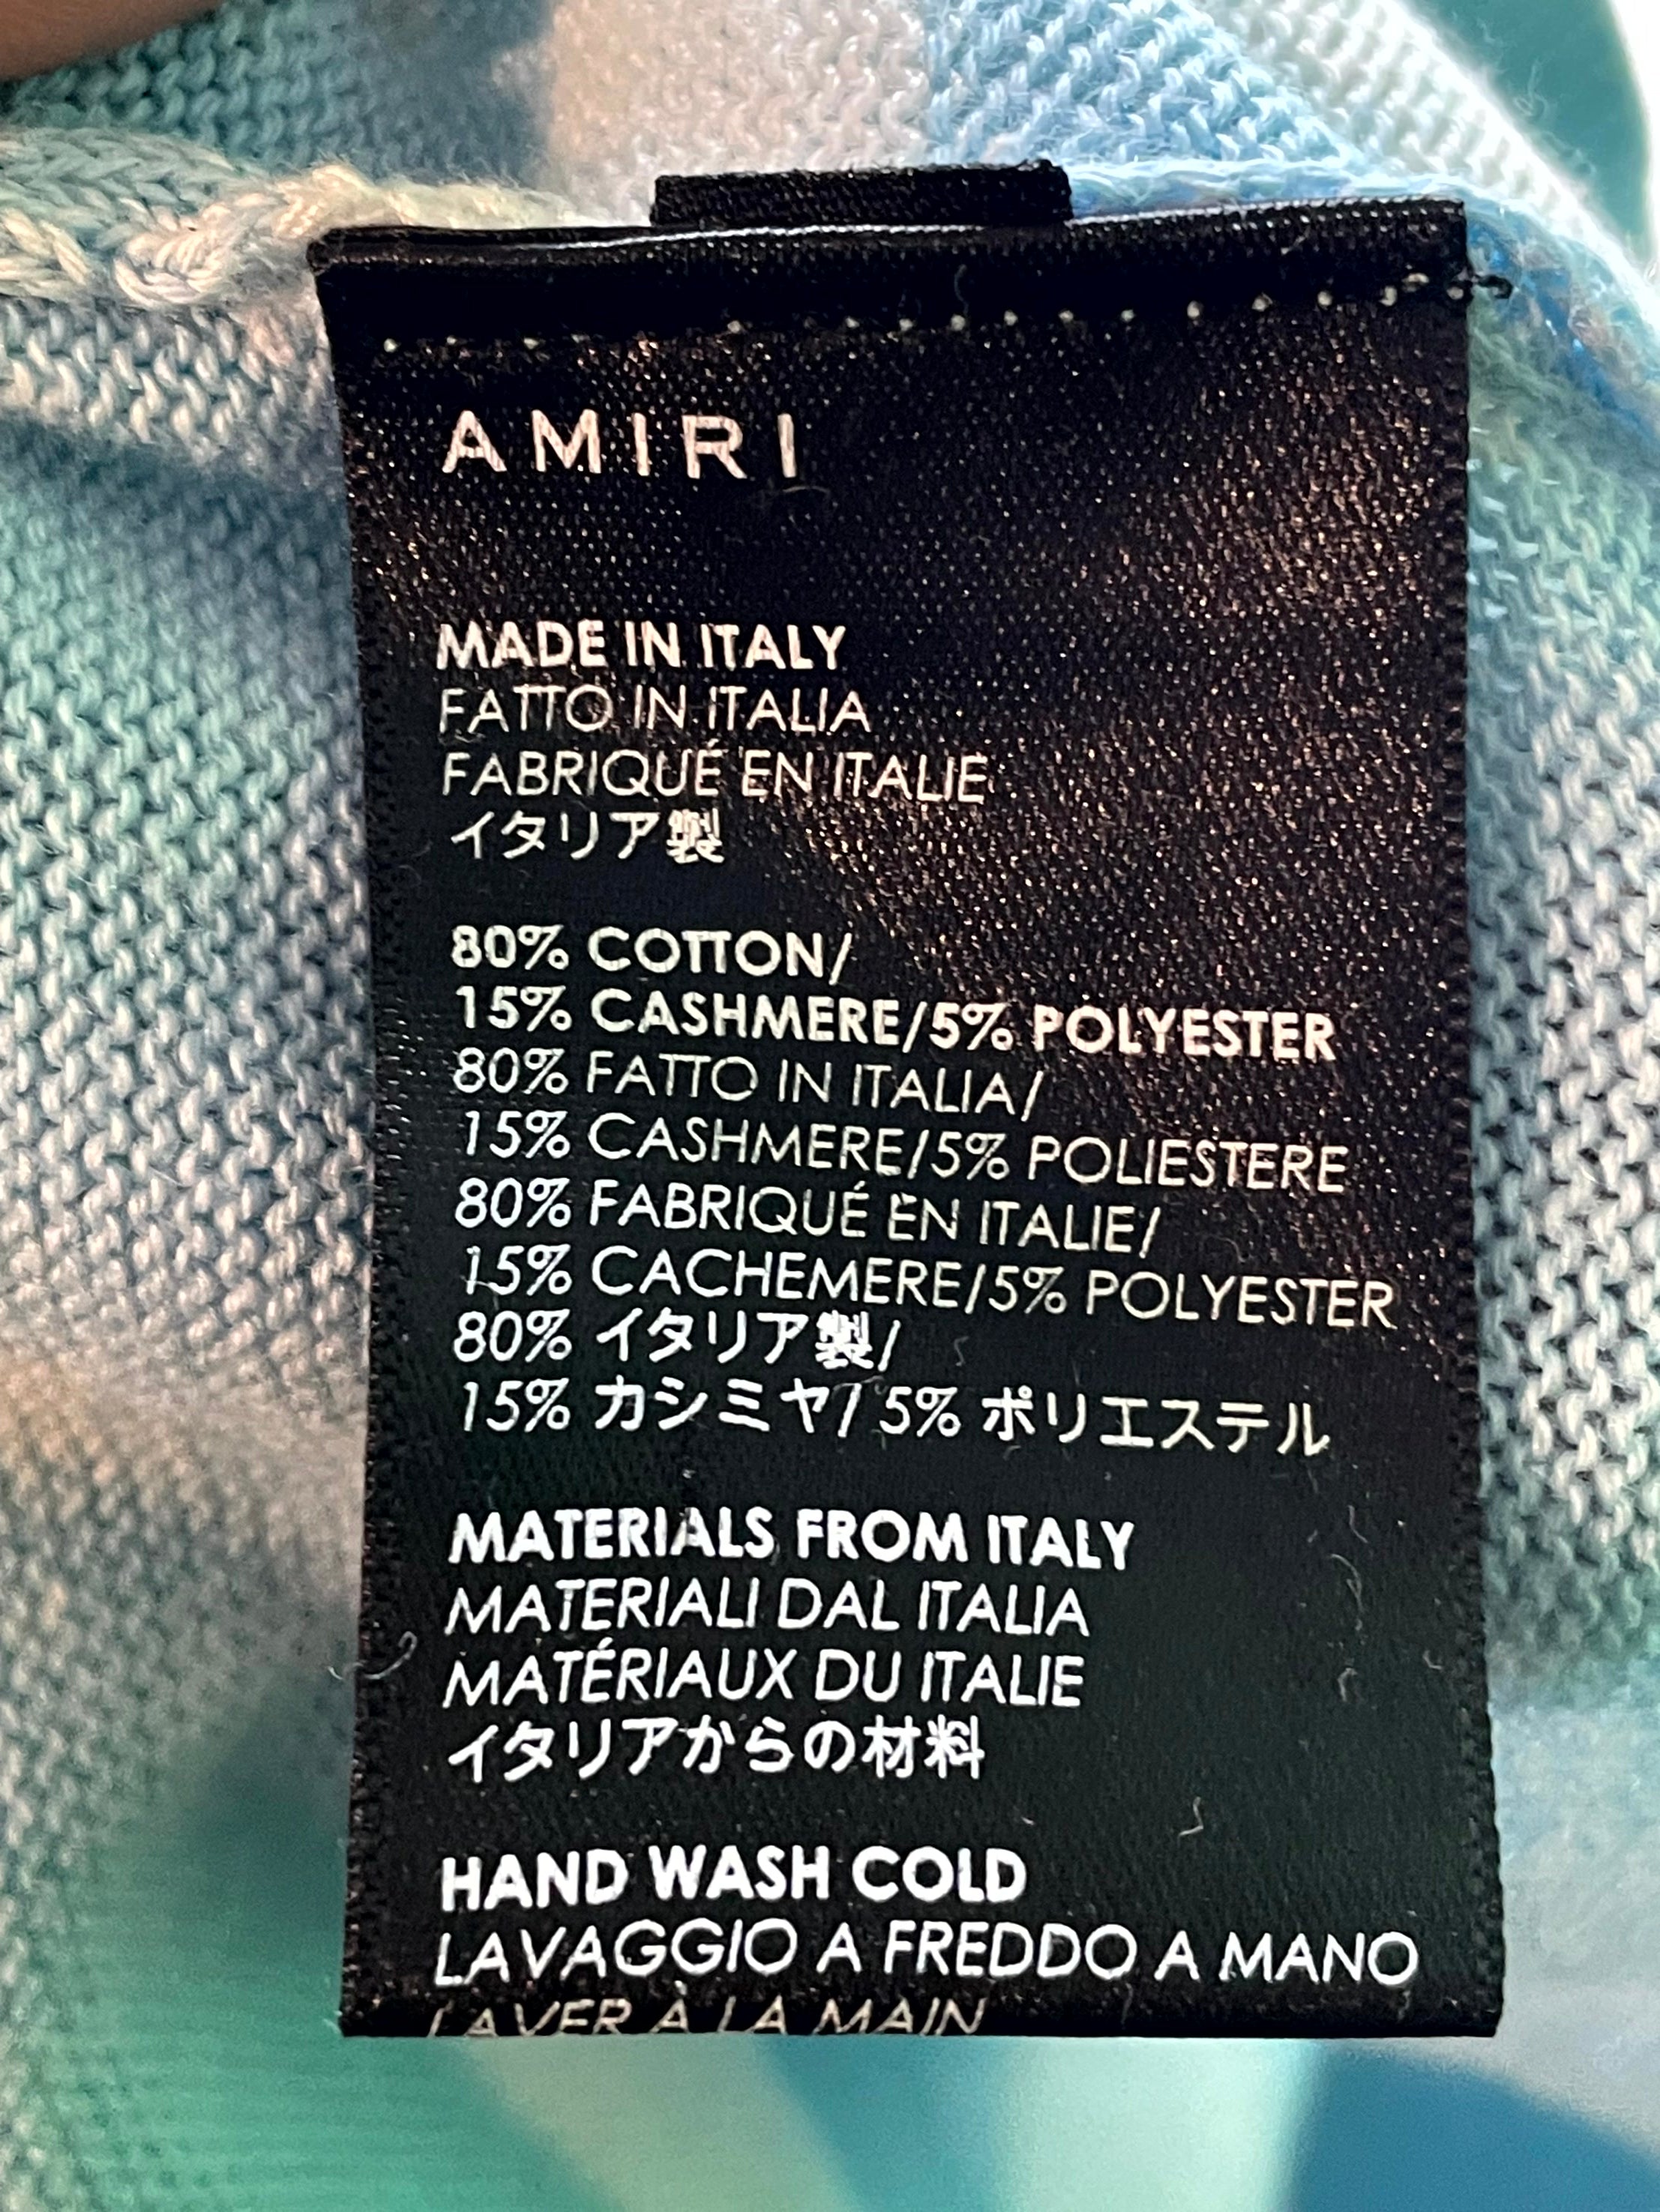 AMIRI
MADE IN ITALY
FATTO IN ITALIA
FABRIQUÉ EN ITALIE
イタリア製
80% COTTON/
15% CASHMERE/5% POLYESTER
80% FATTO IN ITALIA/
15% CASHMERE/5% POLIESTERE
80% FABRIQUÉ EN ITALIE/
15% CACHEMERE/5% POLYESTER
80% イタリア製/
15% カシミヤ/ 5% ポリエステル
MATERIALS FROM ITALY
MATERIALI DAL ITALIA
MATÉRIAUX DU ITALIE
イタリアからの材料
HAND WASH COLD
LAVAGGIO A FREDDO A MANO
LAVER À LA MAIN